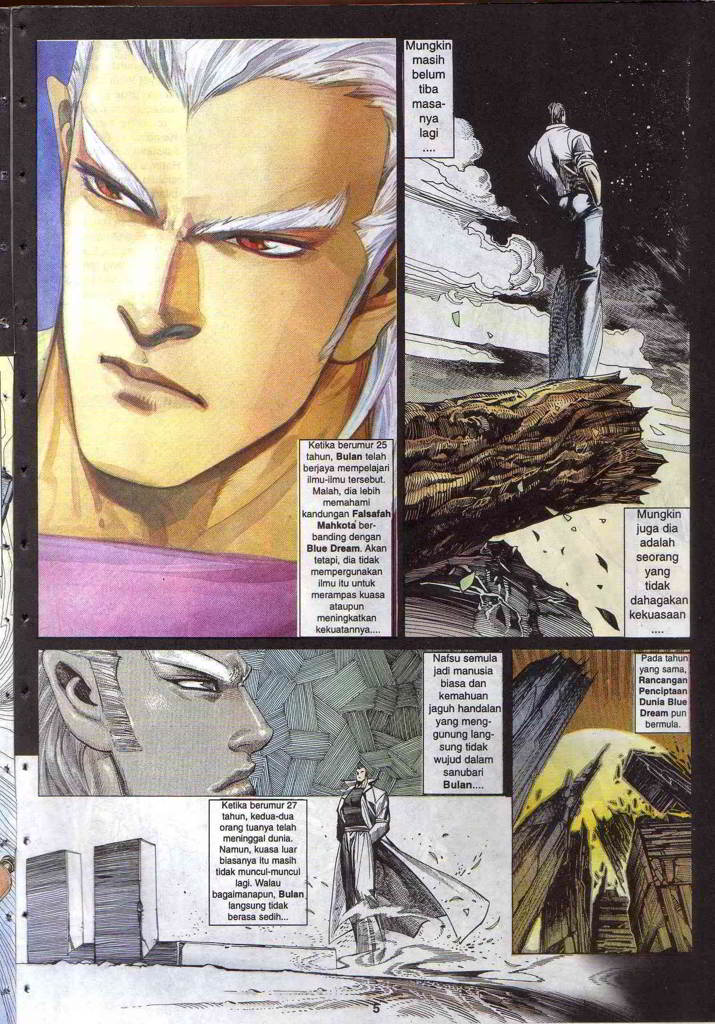 Ketika berumur 25
tahun, Bulan telah
berjaya mempelajari
ilmu-ilmu tersebut.
Malah, dia lebih
memahami
kandungan Falsafah
Mahkota ber-
banding dengan
Blue Dream. Akan
tetapi, dia tidak
mempergunakan
ilmu itu untuk
merampas kuasa
ataupun
meningkatkan
kekuatannya....
Mungkin
masih
belum
tiba
masa-
nya
lagi
....
Mungkin
juga dia
adalah
seorang
yang
tidak
dahagakan
kekuasaan
....
Nafsu semula
jadi manusia
biasa dan
kemahuan
jaguh handalan
yang meng-
gunung lang-
sung tidak
wujud dalam
sanubari
Bulan....
Pada tahun
yang sama,
Rancangan
Penciptaan
Dunia Blue
Dream pun
bermula.
Ketika berumur 27
tahun, kedua-dua
orang tuanya telah
meninggal dunia.
Namun, kuasa luar
biasanya itu masih
tidak muncul-muncul
lagi. Walau
bagaimanapun, Bulan
langsung tidak
berasa sedih...
5